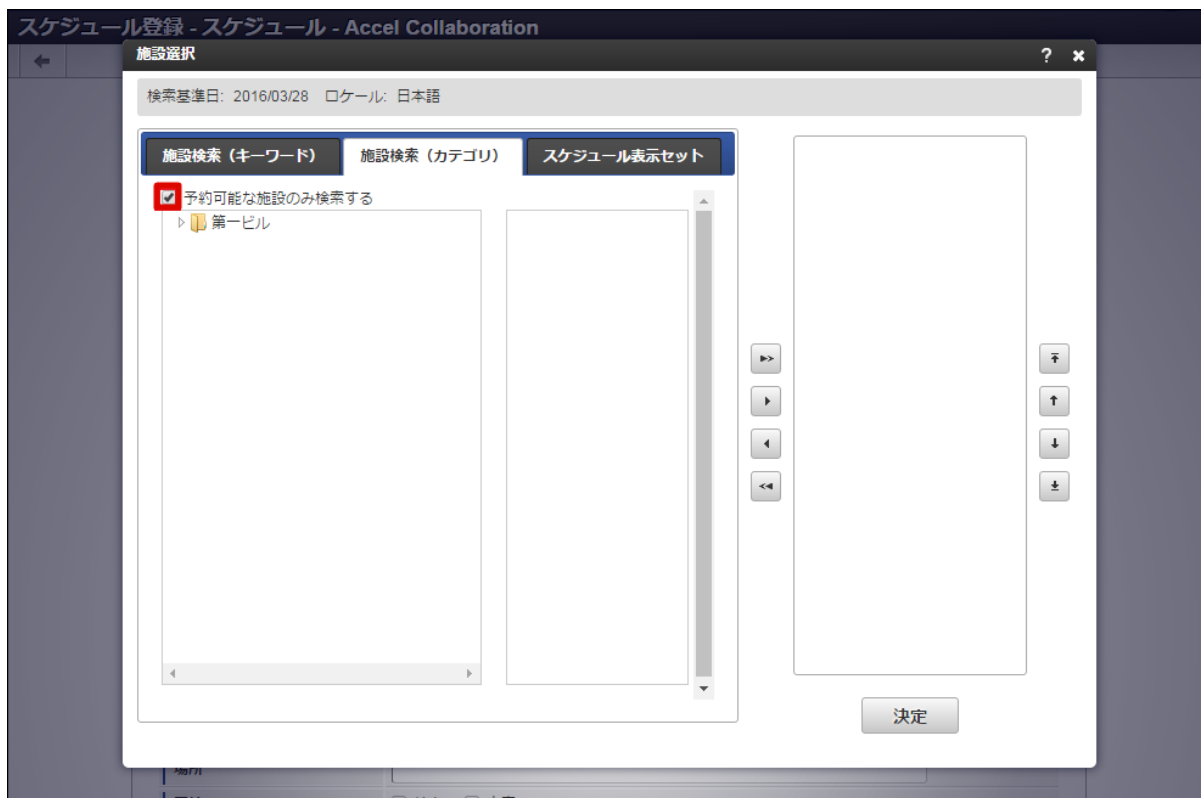 スケジュール登録 - スケジュール - Accel Collaboration
施設選択
検索基準日: 2016/03/28 ロケール: 日本語
施設検索（キーワード） 施設検索（カテゴリ） スケジュール表示セット
予約可能な施設のみ検索する
第一ビル
決定
場所